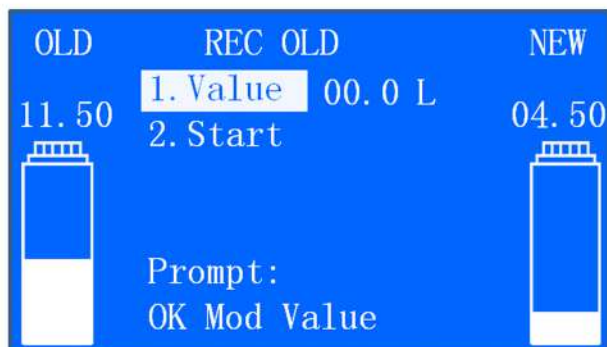 OLD REC OLD NEW
1.Value 00.0 L
11.50 04.50
2.Start
Prompt:
OK Mod Value